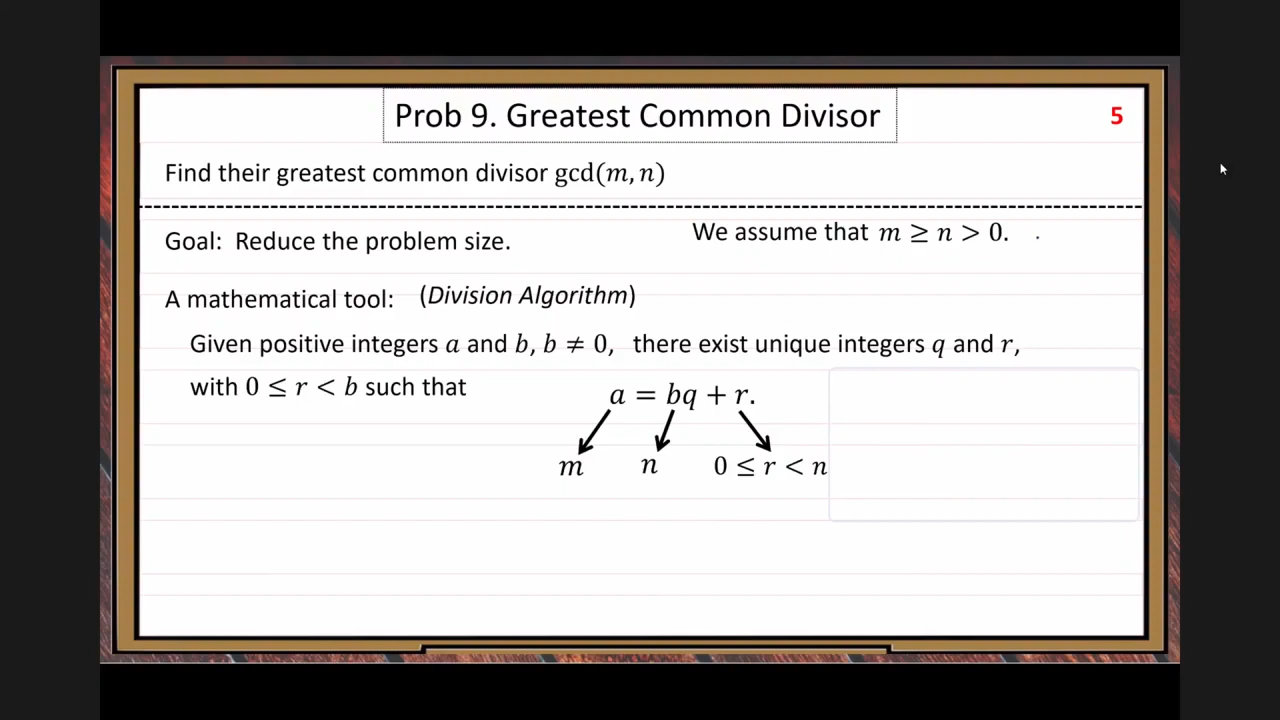 Prob 9. Greatest Common Divisor
5
Find their greatest common divisor gcd(m, n)
Goal: Reduce the problem size.
We assume that m ≥ n > 0. .
A mathematical tool: (Division Algorithm)
Given positive integers a and b, b ≠ 0, there exist unique integers q and r,
with 0 ≤ r < b such that
a = bq + r.
m n 0 ≤ r < n